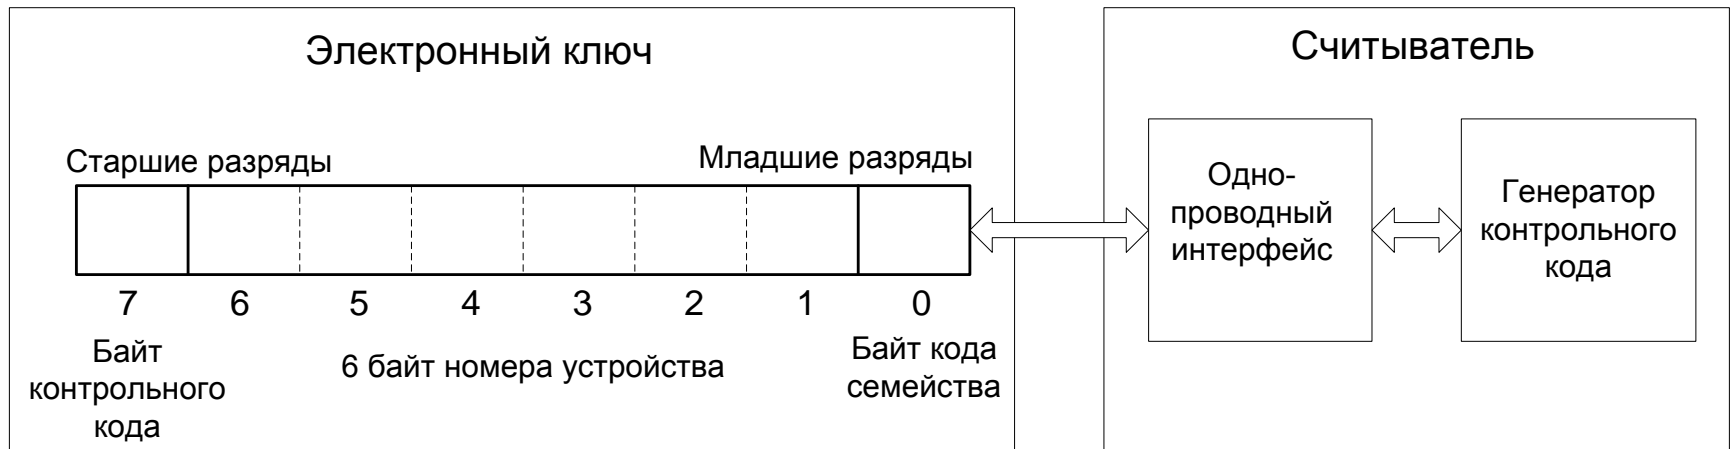 Электронный ключ
Старшие разряды
Младшие разряды
7 6 5 4 3 2 1 0
Байт
контрольного
кода
6 байт номера устройства
Байт кода
семейства
Считыватель
Одно-
проводный
интерфейс
Генератор
контрольного
кода